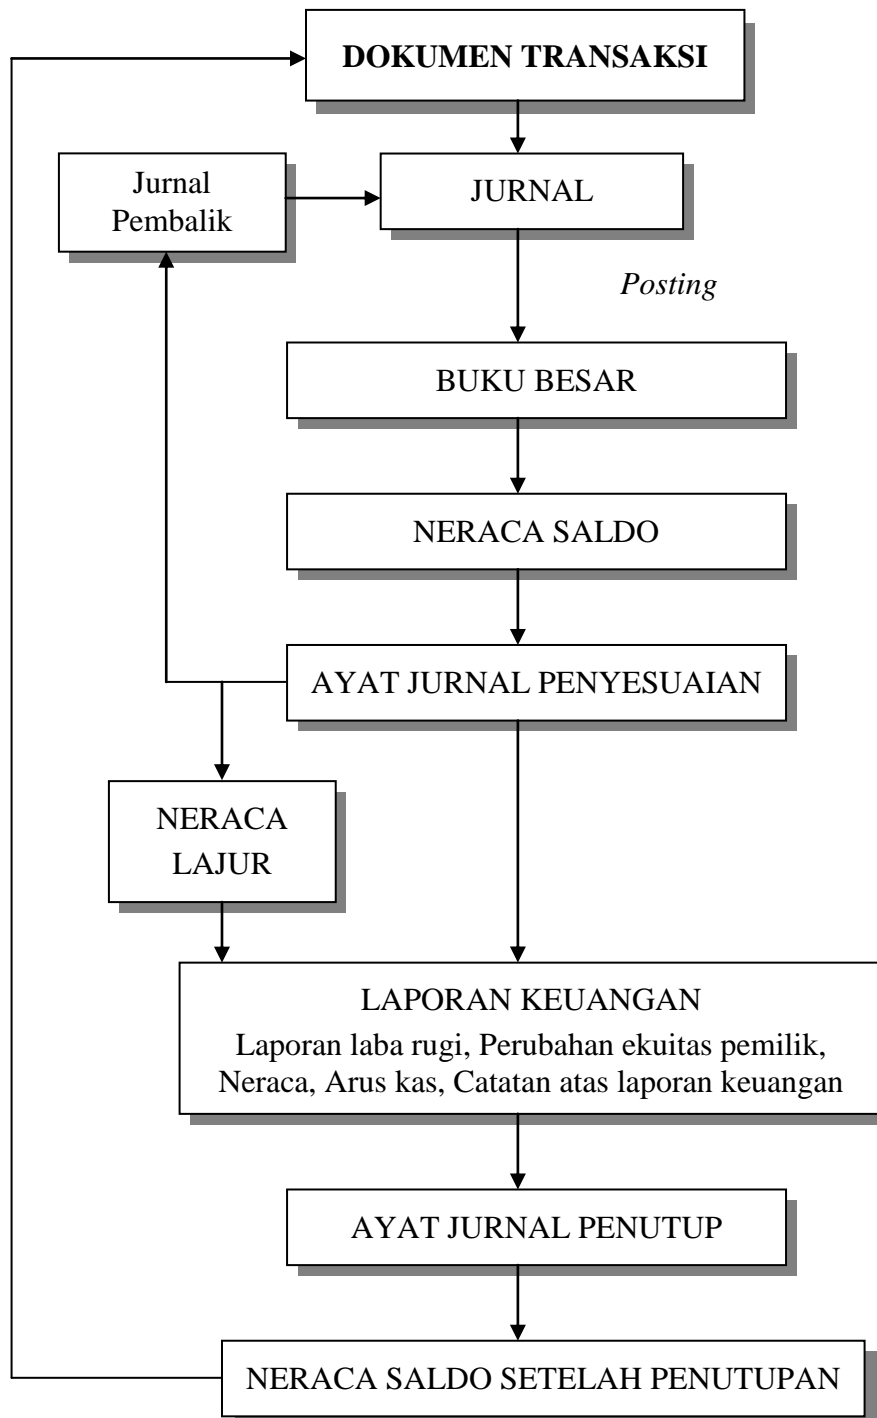 DOKUMEN TRANSAKSI
Jurnal
Pembalik
JURNAL
Posting
BUKU BESAR
NERACA SALDO
AYAT JURNAL PENYESUAIAN
NERACA
LAJUR
LAPORAN KEUANGAN
Laporan laba rugi, Perubahan ekuitas pemilik,
Neraca, Arus kas, Catatan atas laporan keuangan
AYAT JURNAL PENUTUP
NERACA SALDO SETELAH PENUTUPAN